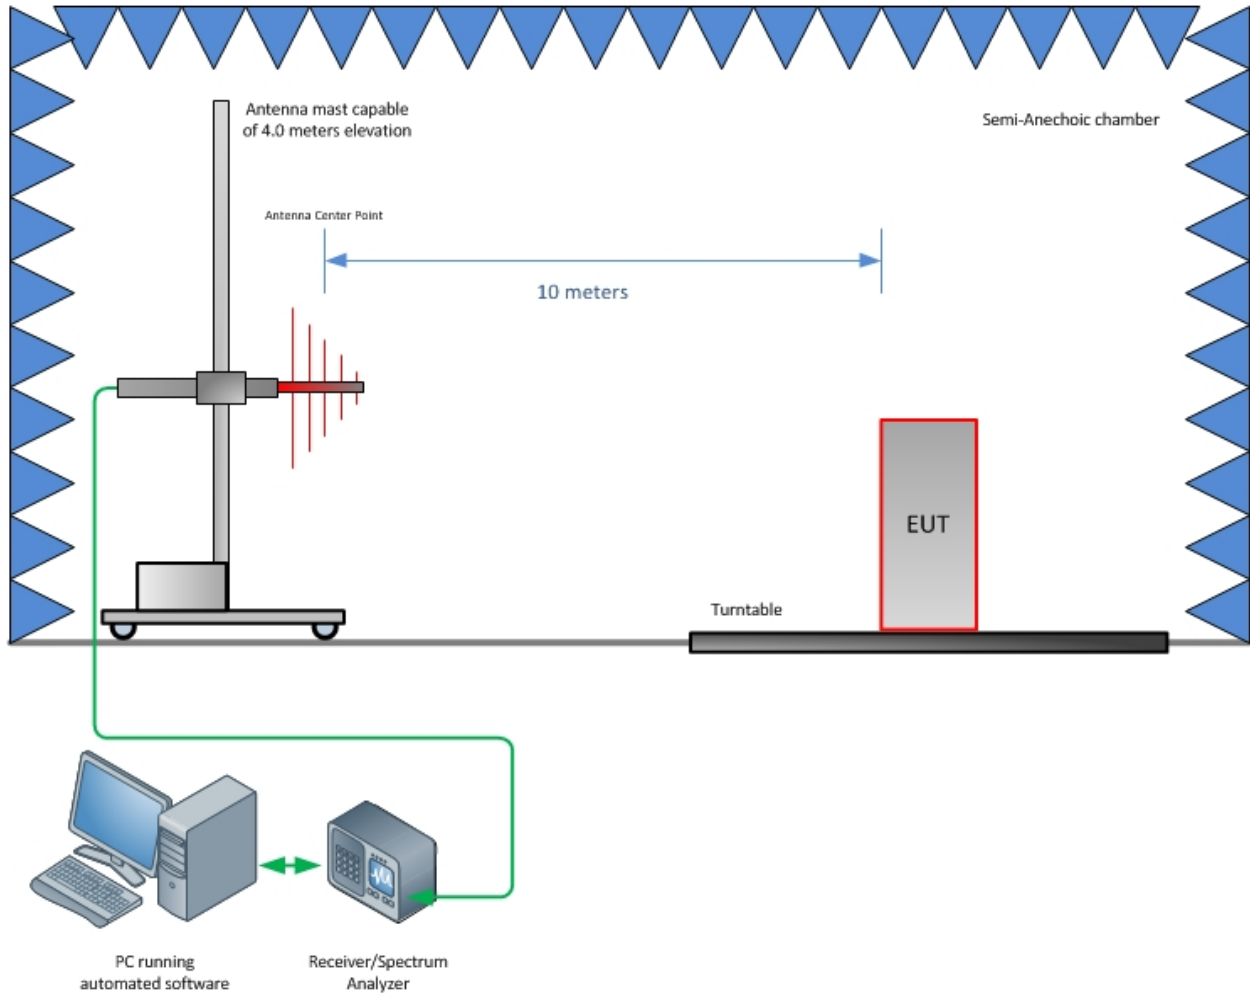 Antenna mast capable
of 4.0 meters elevation
Semi-Anechoic chamber
Antenna Center Point
10 meters
EUT
Turntable
PC running
automated software
Receiver/Spectrum
Analyzer